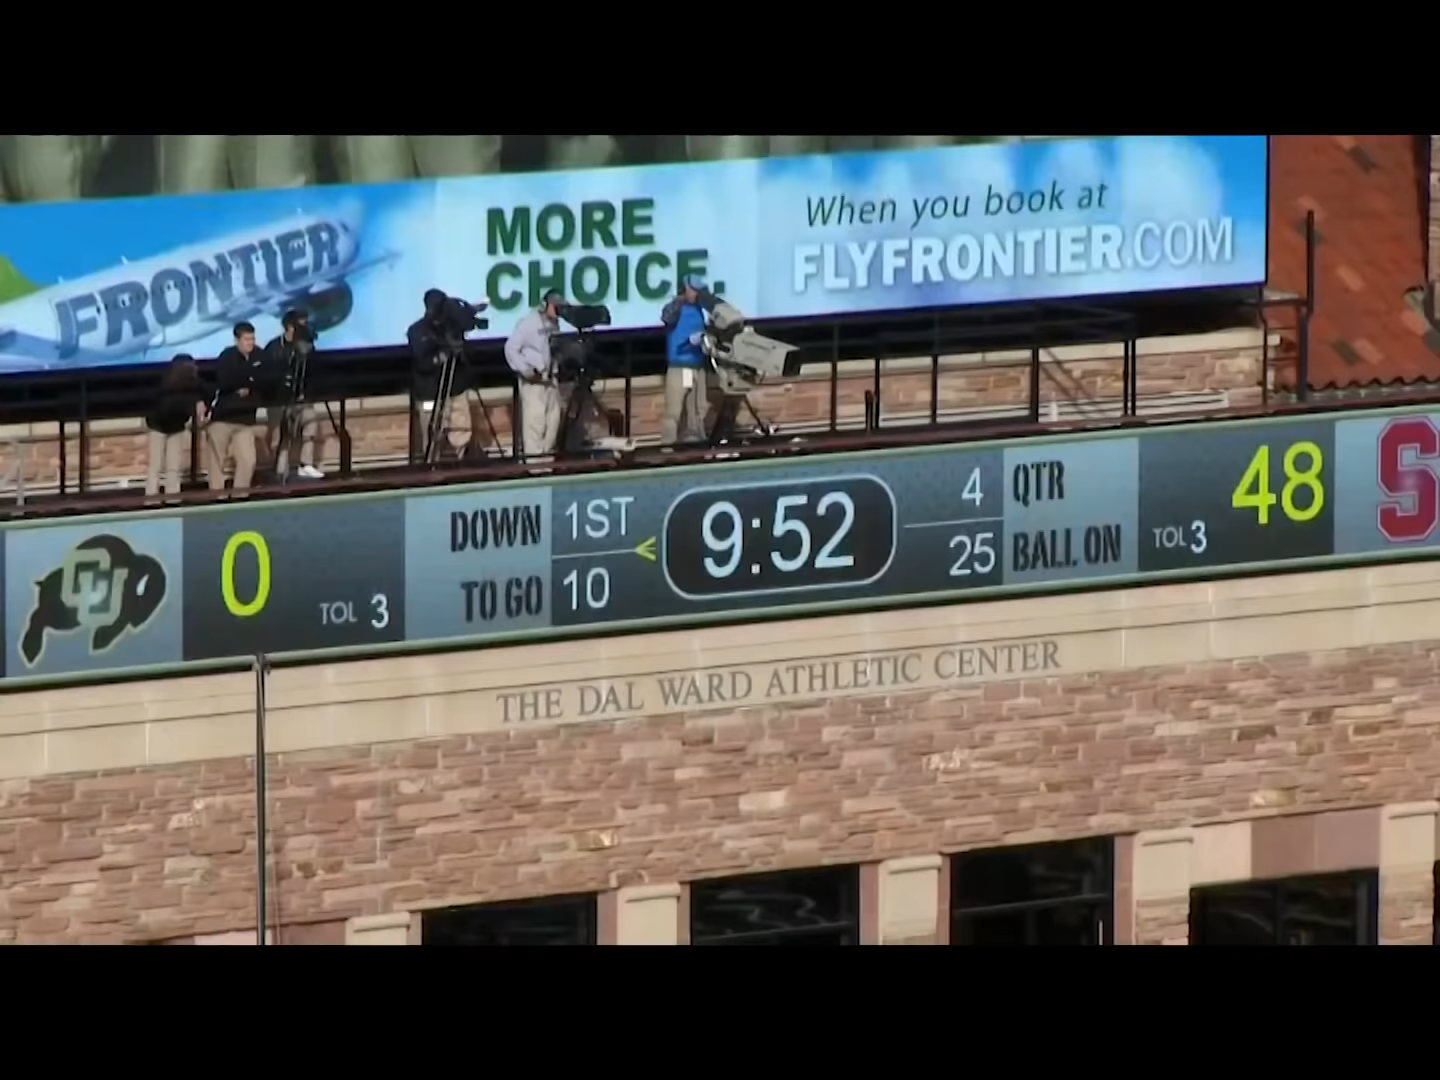 FRONTIER
MORE
CHOICE.
When you book at
FLYFRONTIER.COM
CU
0
TOL 3
DOWN 1ST
TO GO 10
9:52
4 QTR
25 BALL ON
TOL 3
48
S
THE DAL WARD ATHLETIC CENTER